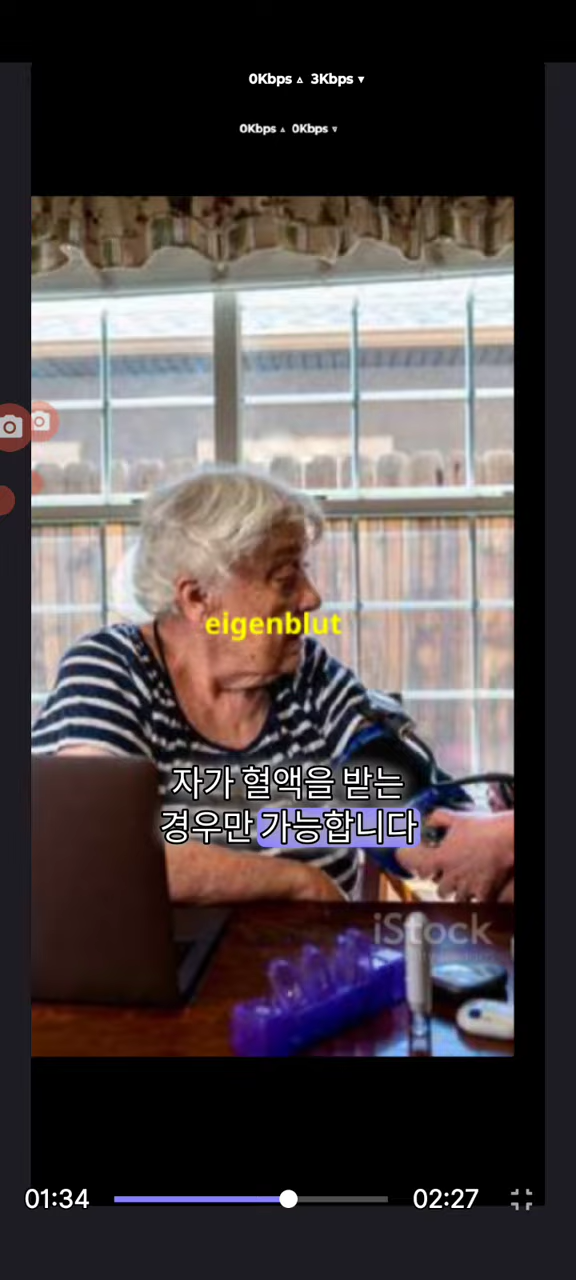 0Kbps ▵ 3Kbps ▾
0Kbps ▵ 0Kbps ▿
eigenblut
자가 혈액을 받는
경우만 가능합니다
iStock
01:34
02:27